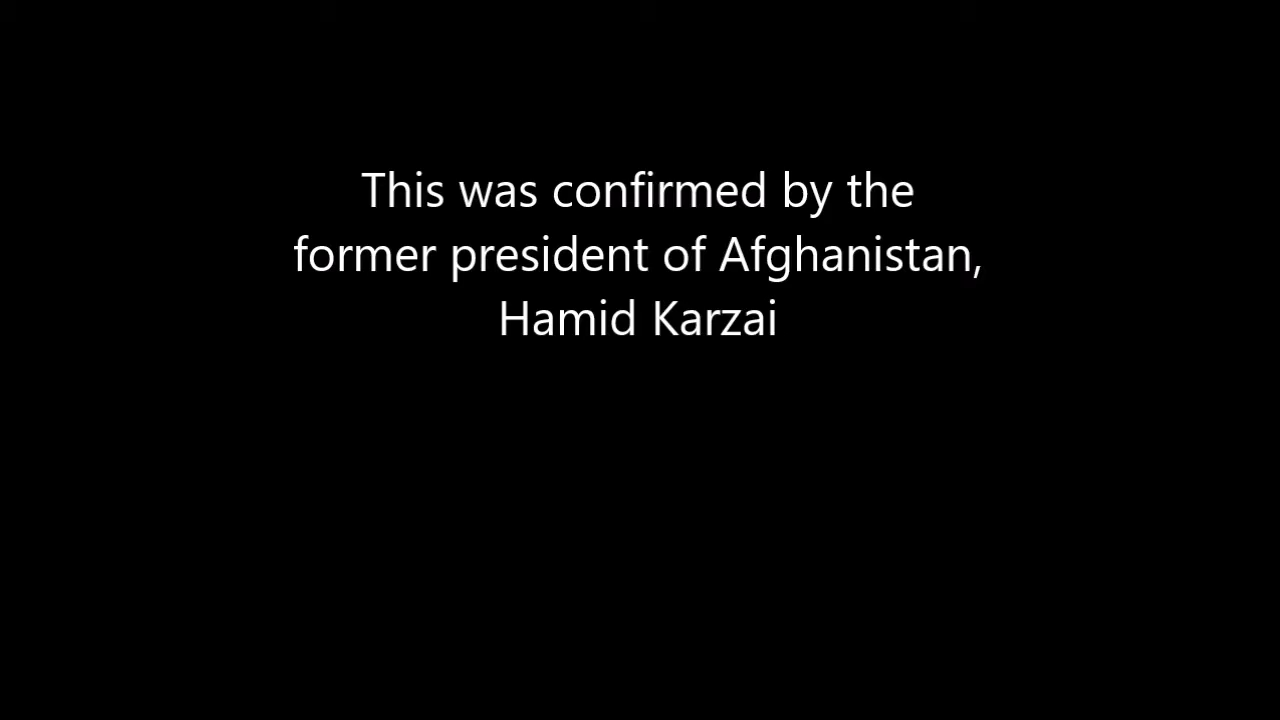 This was confirmed by the
former president of Afghanistan,
Hamid Karzai